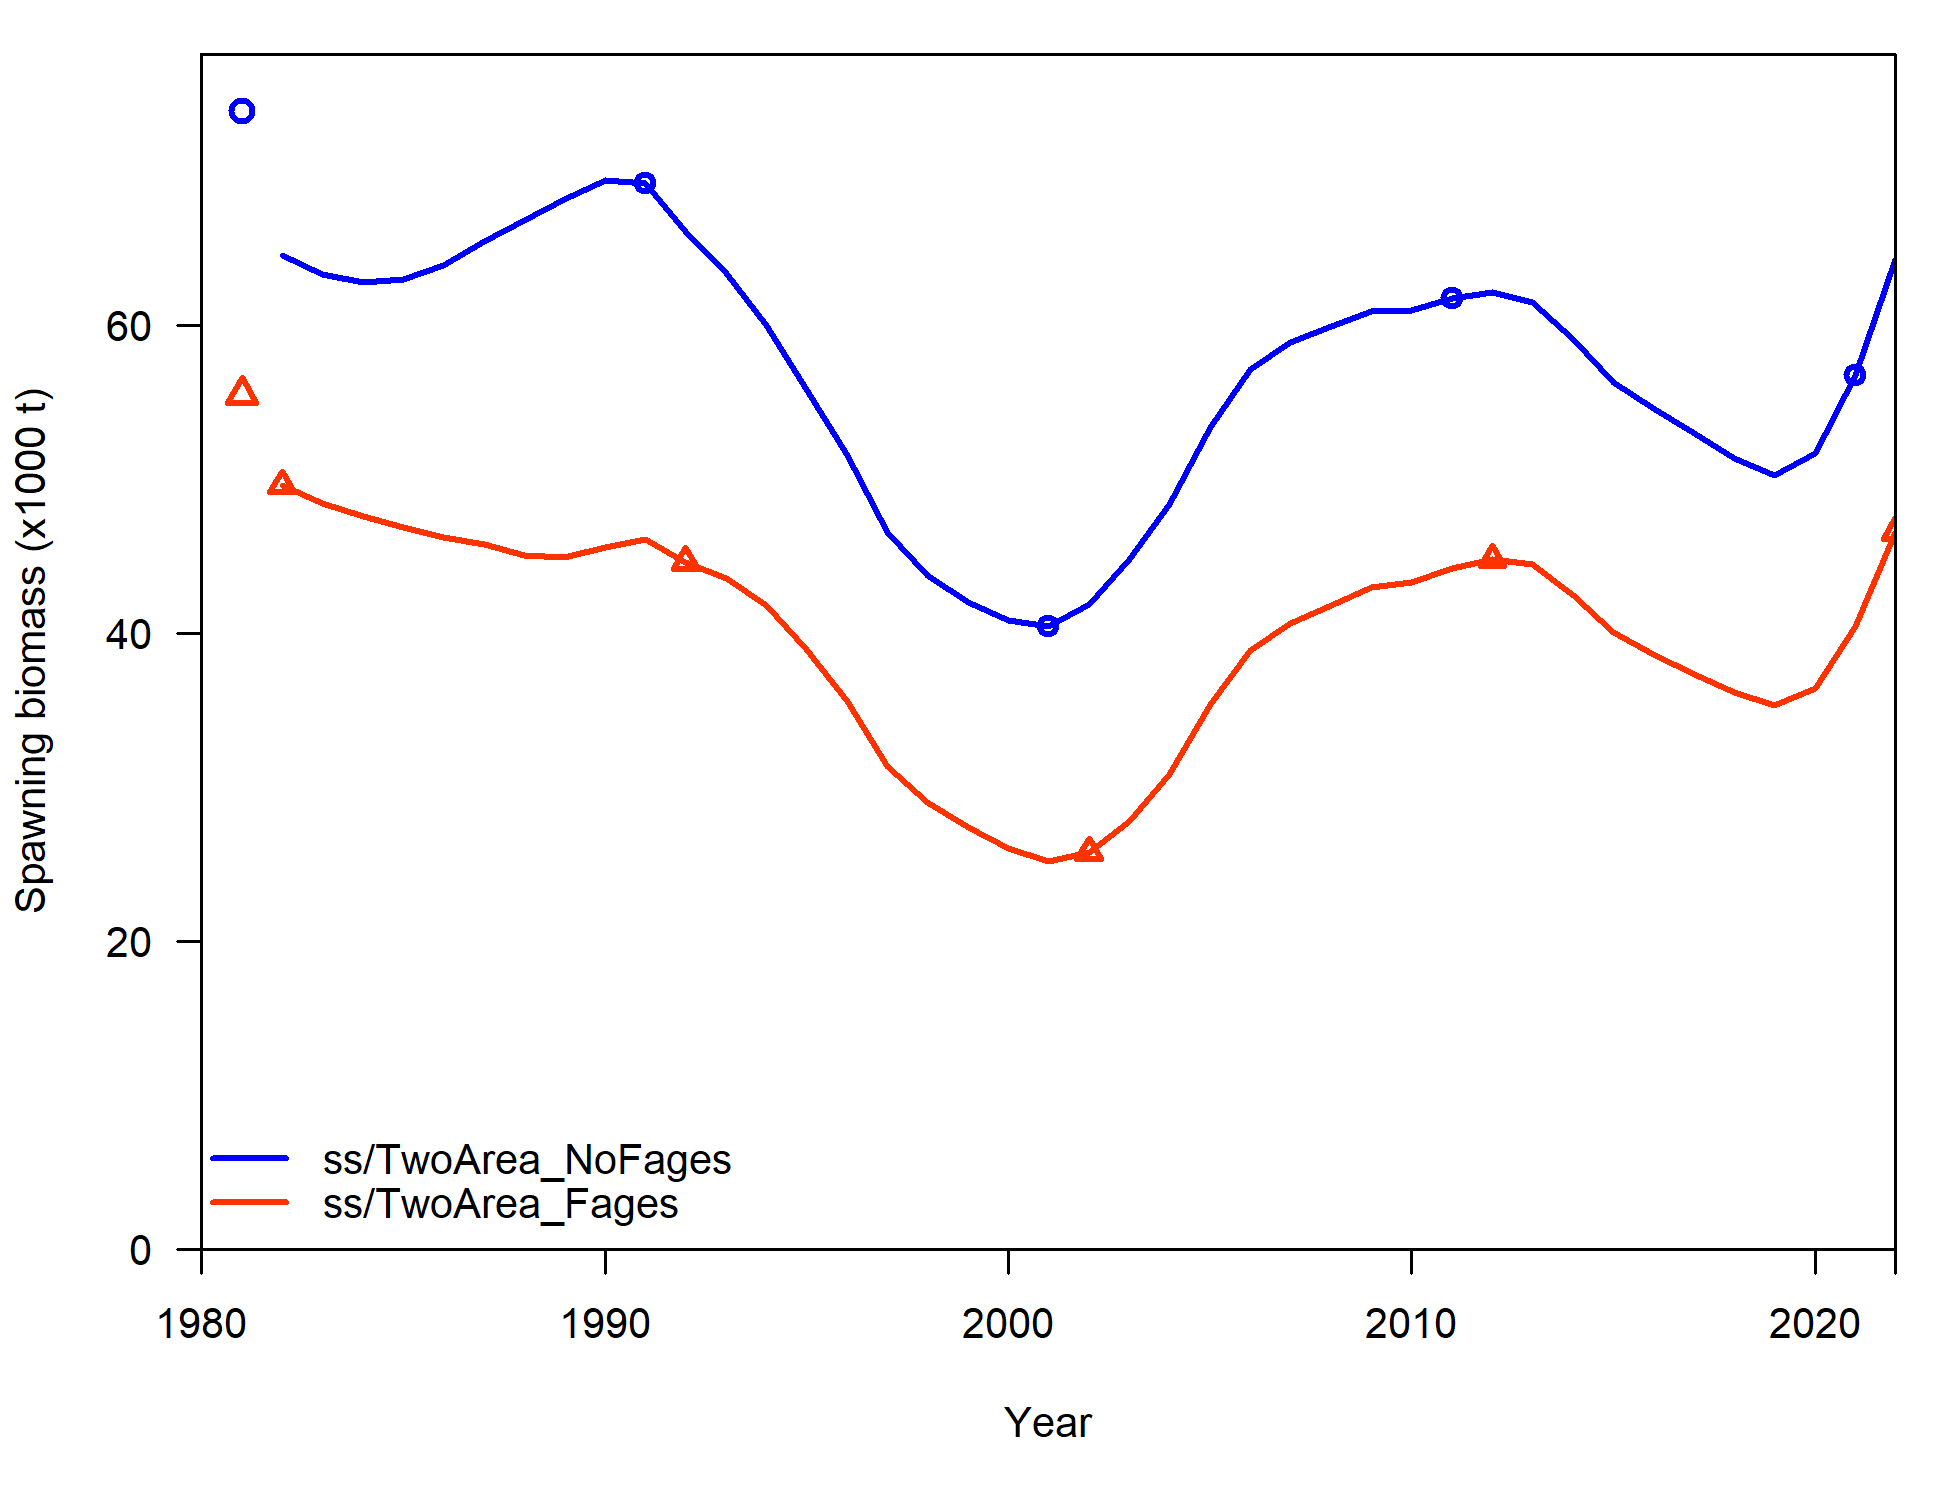 Spawning biomass (x1000 t)
60
40
20
0
ss/TwoArea_NoFages
ss/TwoArea_Fages
1980 1990 2000 2010 2020
Year